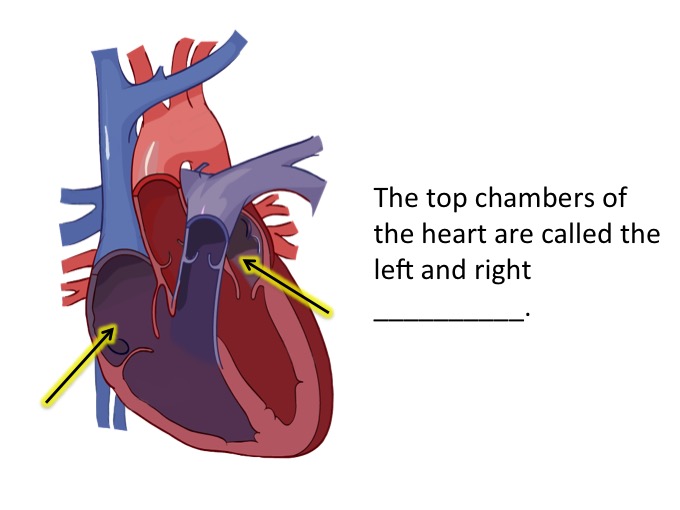 The top chambers of
the heart are called the
left and right
__________.